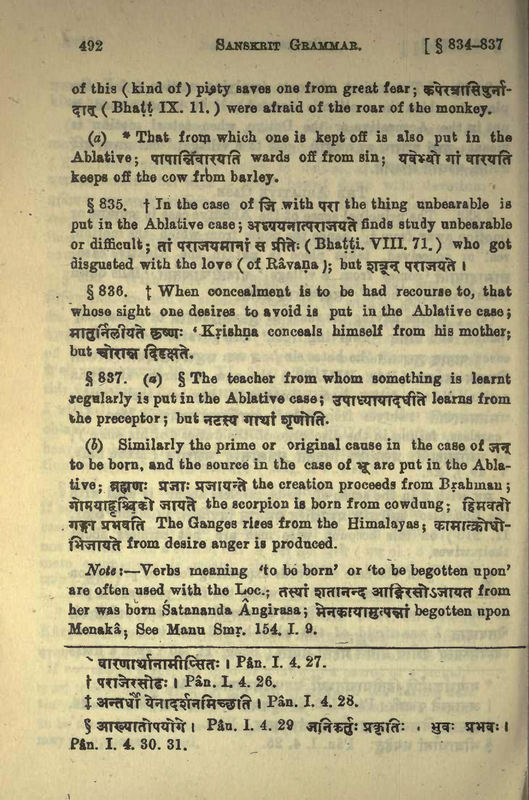 492 SANSKRIT GRAMMAR. [ § 834–837
of this ( kind of ) piety saves one from great fear; कपेरत्रासिषुर्ना-
दात् ( Bhaṭṭ IX. 11. ) were afraid of the roar of the monkey.
(a) * That from which one is kept off is also put in the
Ablative; पापान्निवारयति wards off from sin; यवेभ्यो गां वारयति
keeps off the cow from barley.
§ 835. † In the case of जि with परा the thing unbearable is
put in the Ablative case; अध्ययनात्पराजयते finds study unbearable
or difficult; तां पराजयमानां स प्रीतेः ( Bhaṭṭi. VIII. 71. ) who got
disgusted with the love ( of Râvaṇa ); but शत्रून् पराजयते ।
§ 836. ‡ When concealment is to be had recourse to, that
whose sight one desires to avoid is put in the Ablative case;
मातुर्निलीयते कृष्णः ‘Kṛishṇa conceals himself from his mother;
but चोरान्न दिदृक्षते.
§ 837. (a) § The teacher from whom something is learnt
regularly is put in the Ablative case; उपाध्यायादधीते learns from
the preceptor; but नटस्य गाथां शृणोति.
(b) Similarly the prime or original cause in the case of जन्
to be born, and the source in the case of भू are put in the Abla-
tive; ब्रह्मणः प्रजाः प्रजायन्ते the creation proceeds from Bṛahman;
गोमयाद्वृश्चिको जायते the scorpion is born from cowdung; हिमवतो
गङ्गा प्रभवति The Ganges rises from the Himalayas; कामात्क्रोधो-
भिजायते from desire anger is produced.
Note:—Verbs meaning ‘to be born’ or ‘to be begotten upon’
are often used with the Loc.; तस्यां शतानन्द आङ्गिरसोऽजायत from
her was born Śatananda Ângirasa; मेनकायामुत्पन्नां begotten upon
Menakâ; See Manu Smṛ. 154. I. 9.
* वारणार्थानामीप्सितः । Pân. I. 4. 27.
† पराजेरसोढः । Pân. I. 4. 26.
‡ अन्तर्धौ येनादर्शनमिच्छति । Pân. I. 4. 28.
§ आख्यातोपयोगे । Pân. I. 4. 29 जनिकर्तुः प्रकृतिः । भुवः प्रभवः ।
Pân. I. 4. 30. 31.